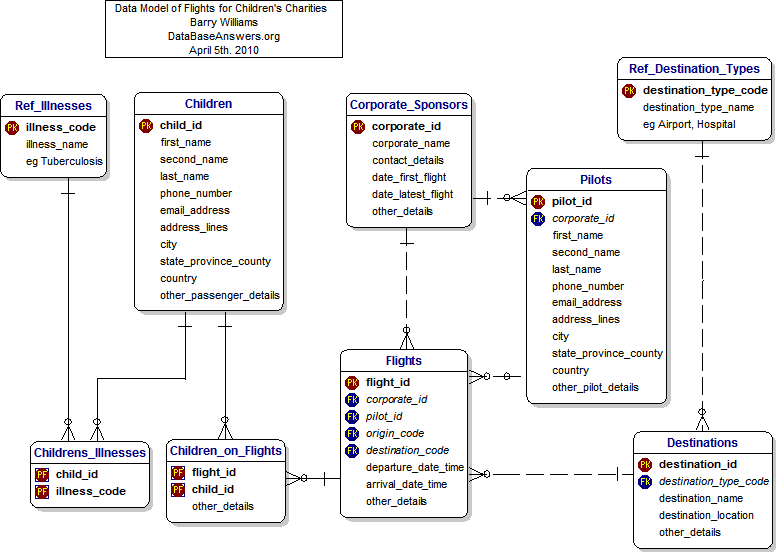 Data Model of Flights for Children's Charities
Barry Williams
DataBaseAnswers.org
April 5th. 2010
Ref_Illnesses
PK illness_code
illness_name
eg Tuberculosis
Children
PK child_id
first_name
second_name
last_name
phone_number
email_address
address_lines
city
state_province_county
country
other_passenger_details
Corporate_Sponsors
PK corporate_id
corporate_name
contact_details
date_first_flight
date_latest_flight
other_details
Ref_Destination_Types
PK destination_type_code
destination_type_name
eg Airport, Hospital
Pilots
PK pilot_id
FK corporate_id
first_name
second_name
last_name
phone_number
email_address
address_lines
city
state_province_county
country
other_pilot_details
Childrens_Illnesses
PF child_id
PF illness_code
Children_on_Flights
PF flight_id
PF child_id
other_details
Flights
PK flight_id
FK corporate_id
FK pilot_id
FK origin_code
FK destination_code
departure_date_time
arrival_date_time
other_details
Destinations
PK destination_id
FK destination_type_code
destination_name
destination_location
other_details